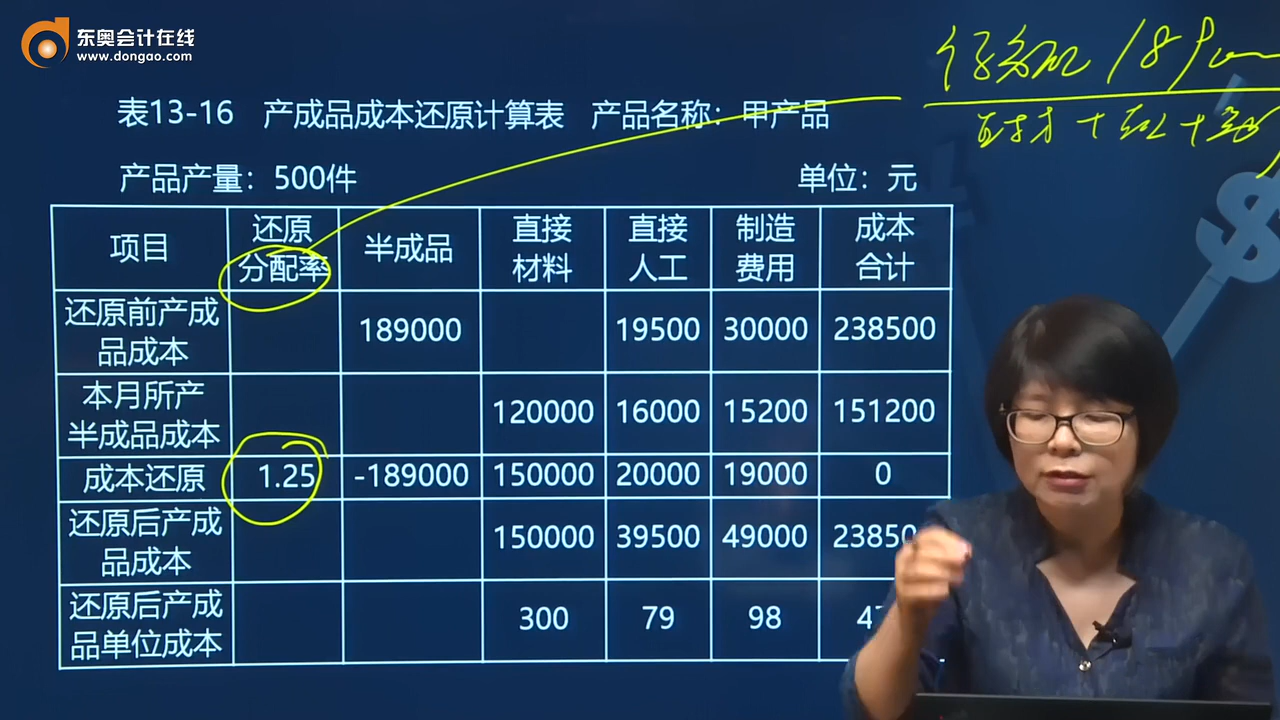 东奥会计在线
www.dongao.com
189
表13-16 产成品成本还原计算表 产品名称：甲产品
产品产量：500件 单位：元
项目 还原分配率 半成品 直接材料 直接人工 制造费用 成本合计
还原前产成品成本 189000 19500 30000 238500
本月所产半成品成本 120000 16000 15200 151200
成本还原 1.25 -189000 150000 20000 19000 0
还原后产成品成本 150000 39500 49000 23850
还原后产成品单位成本 300 79 98 4